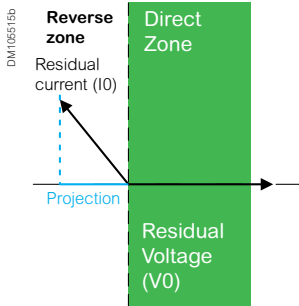 DM105515b
Reverse
zone
Residual
current (I0)
Direct
Zone
Projection
Residual
Voltage
(V0)